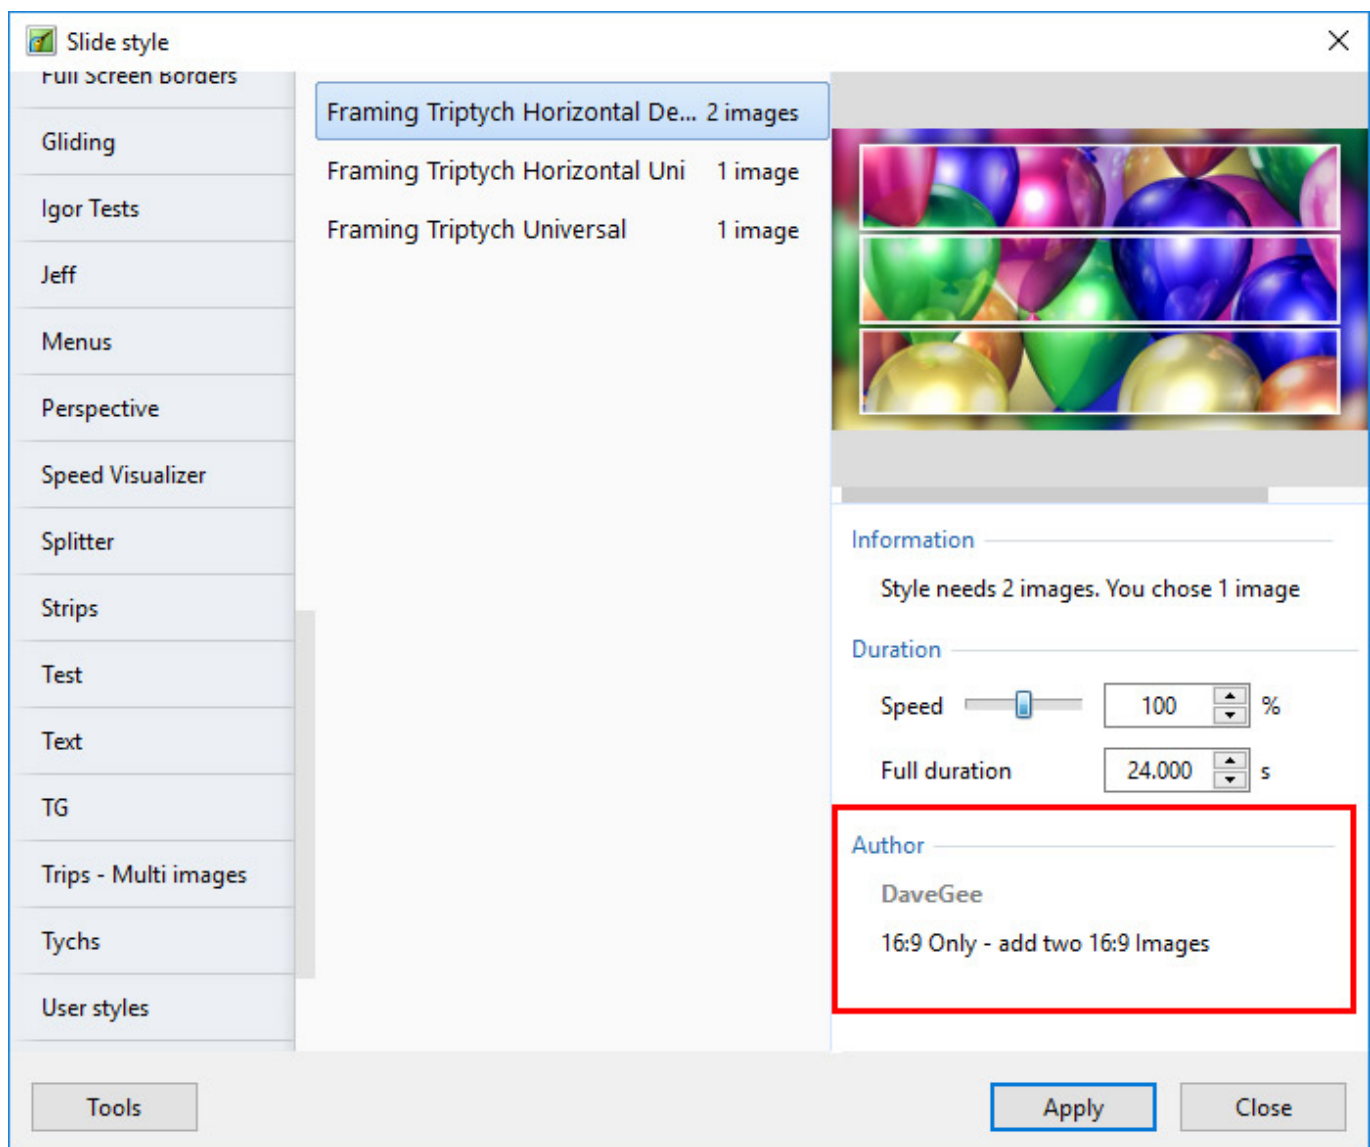 Slide style
Full Screen Borders
Gliding
Igor Tests
Jeff
Menus
Perspective
Speed Visualizer
Splitter
Strips
Test
Text
TG
Trips - Multi images
Tychs
User styles
Framing Triptych Horizontal De... 2 images
Framing Triptych Horizontal Uni 1 image
Framing Triptych Universal 1 image
Information
Style needs 2 images. You chose 1 image
Duration
Speed 100 %
Full duration 24.000 s
Author
DaveGee
16:9 Only - add two 16:9 Images
Tools
Apply
Close